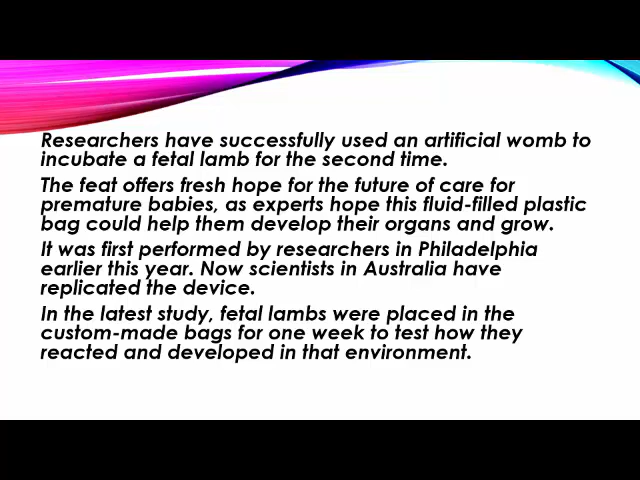 Researchers have successfully used an artificial womb to
incubate a fetal lamb for the second time.
The feat offers fresh hope for the future of care for
premature babies, as experts hope this fluid-filled plastic
bag could help them develop their organs and grow.
It was first performed by researchers in Philadelphia
earlier this year. Now scientists in Australia have
replicated the device.
In the latest study, fetal lambs were placed in the
custom-made bags for one week to test how they
reacted and developed in that environment.